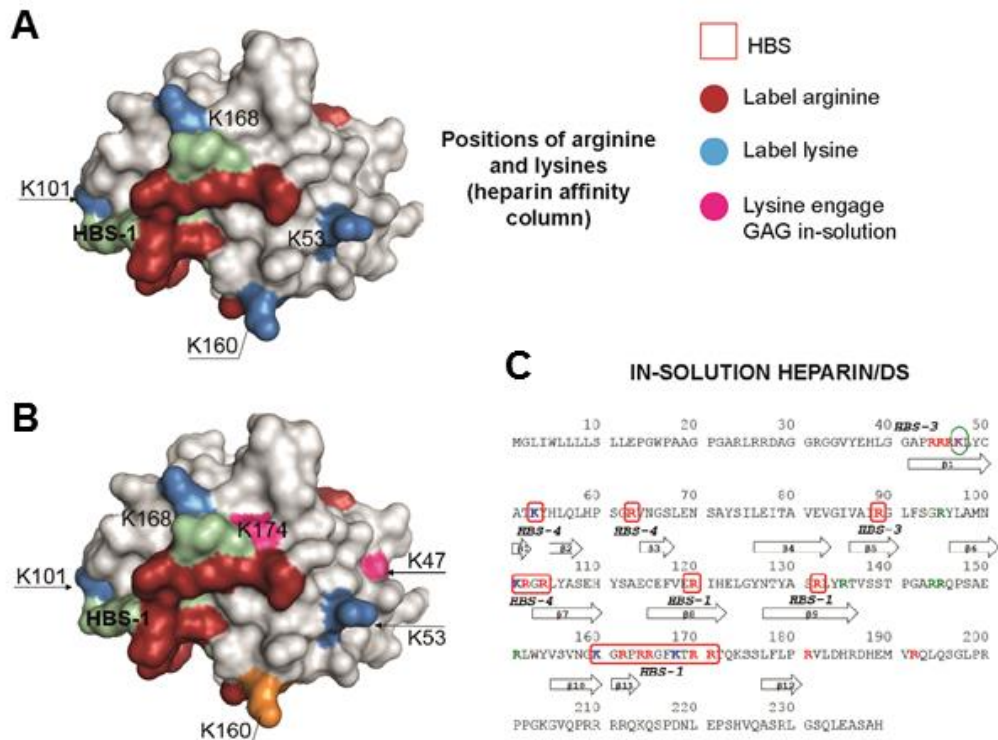 A
K168
K101
HBS-1
K53
K160
Positions of arginine
and lysines
(heparin affinity
column)
HBS
Label arginine
Label lysine
Lysine engage
GAG in-solution
B
K168
K174
K47
K101
HBS-1
K53
K160
C
IN-SOLUTION HEPARIN/DS
10 20 30 40 50
HBS-3
MGLIWLLLLS LLEPGWPAAG PGARLRRDAG GRGGVYEHLG GAPRRRKLYC
β1
60 70 80 90 100
ATKYHLQLHP SGRVNGSLEN SAYSILEITA VEVGIVAIRG LFSGRYLAMN
HBS-4 HBS-4 HBS-3
β2 β3 β4 β5 β6
110 120 130 140 150
KRGRLYASEH YSAECEFVER IHELGYNTYA SRLYRTVSST PGARRQPSAE
HBS-4 HBS-1 HBS-1
β7 β8 β9
160 170 180 190 200
RLWYVSVNGK GRPRRGFKTR RTQKSSLFLP RVLDHRDHEM VRQLQSGLPR
HBS-1
β10 β11 β12
210 220 230
PPGKGVQPRR RRQKQSPDNL EPSHVQASRL GSQLEASAH